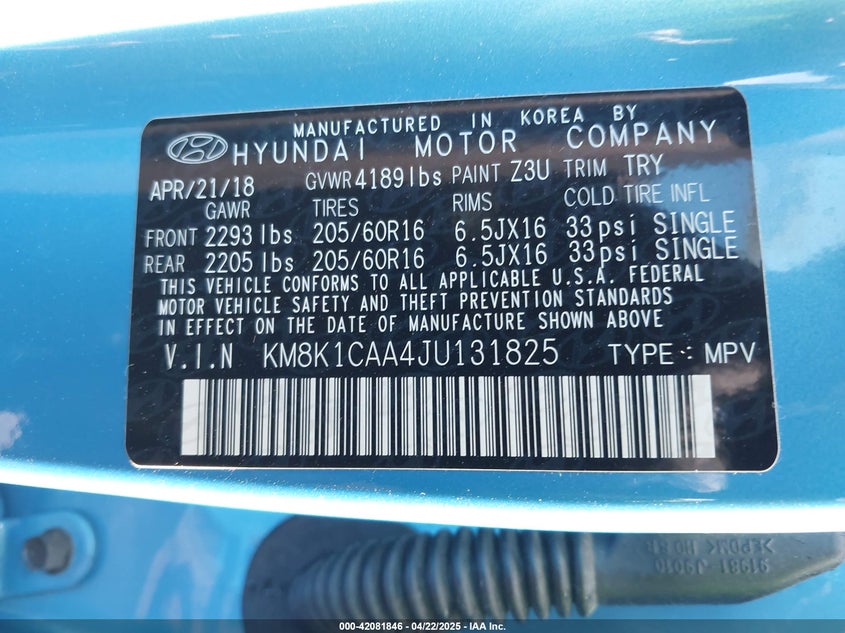 MANUFACTURED IN KOREA BY
HYUNDAI MOTOR COMPANY
APR/21/18 GVWR 4189lbs PAINT Z3U TRIM TRY
GAWR TIRES RIMS COLD TIRE INFL
FRONT 2293 lbs 205/60R16 6.5JX16 33psi SINGLE
REAR 2205 lbs 205/60R16 6.5JX16 33psi SINGLE
THIS VEHICLE CONFORMS TO ALL APPLICABLE U.S.A. FEDERAL
MOTOR VEHICLE SAFETY AND THEFT PREVENTION STANDARDS
IN EFFECT ON THE DATE OF MANUFACTURE SHOWN ABOVE
V.I.N KM8K1CAA4JU131825 TYPE : MPV
91981 J9010
000-42081846 - 04/22/2025 - IAA Inc.